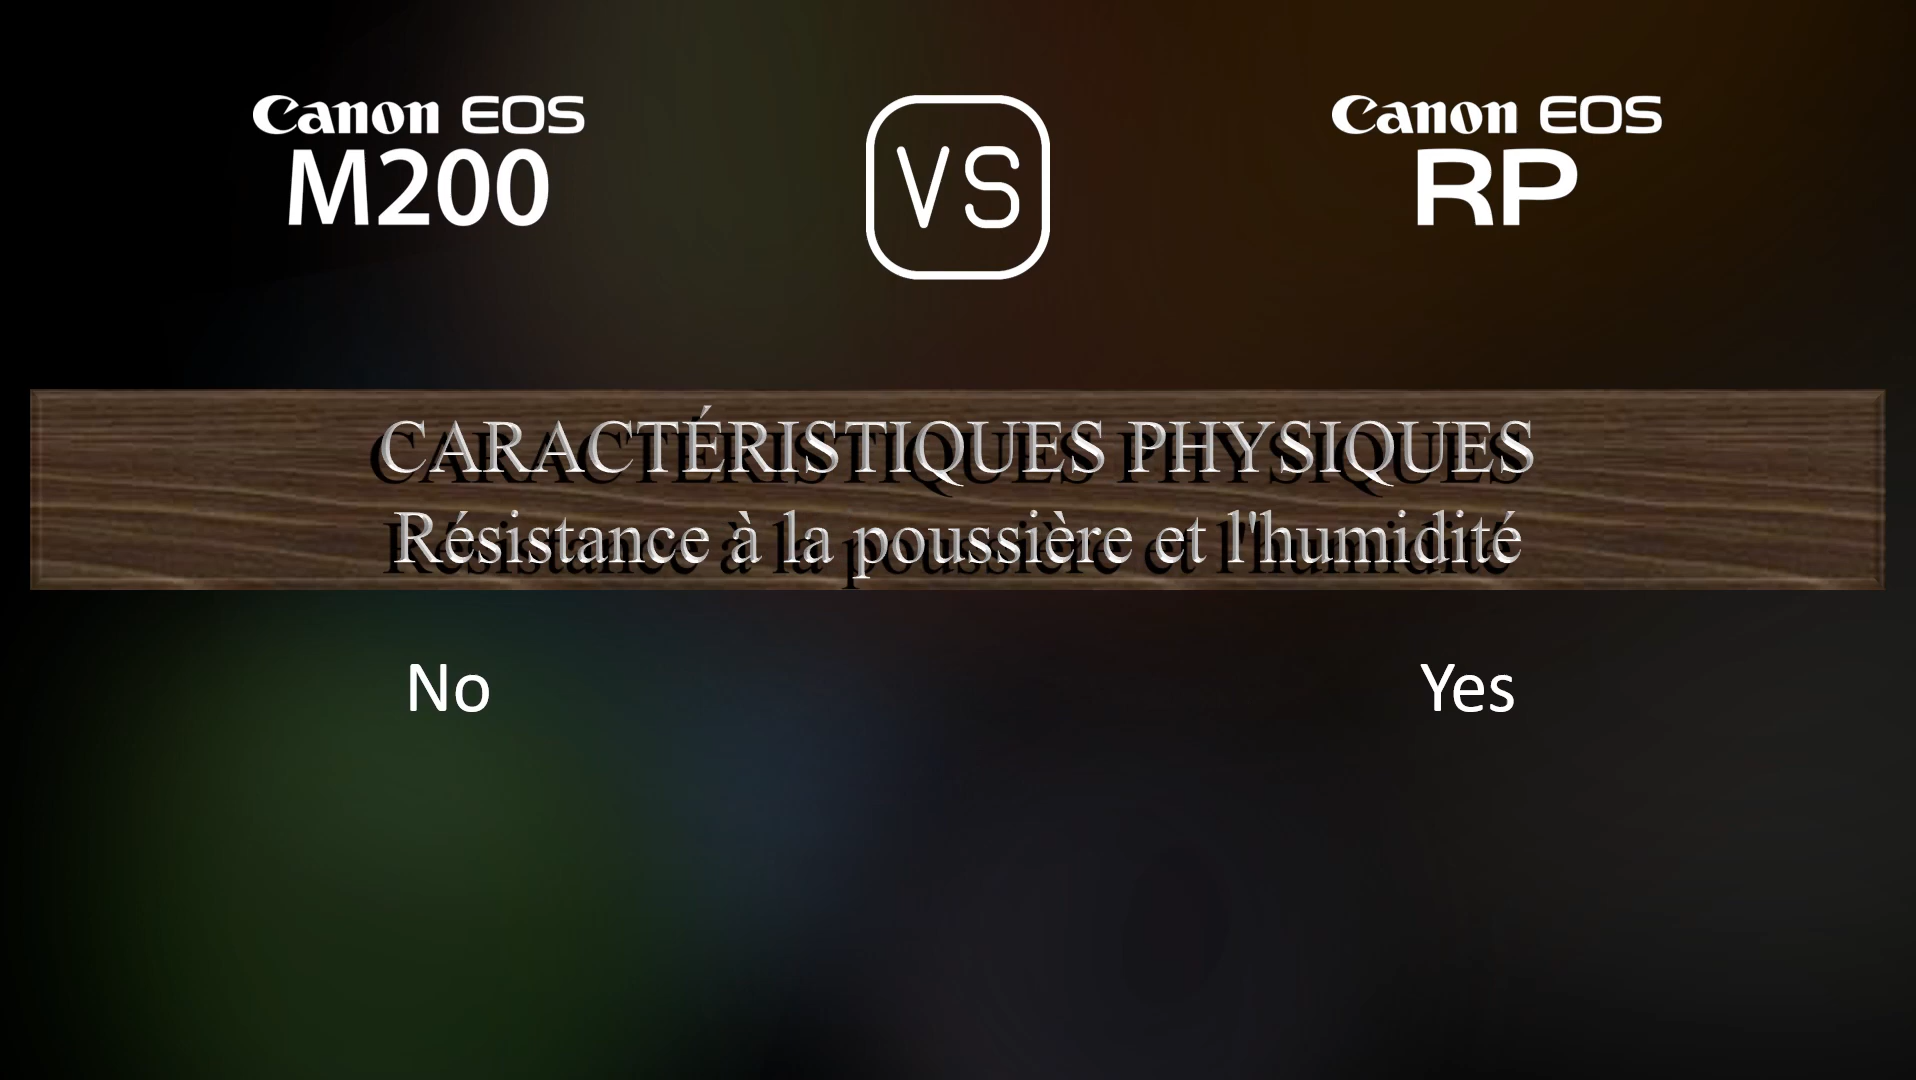 Canon EOS
M200
VS
Canon EOS
RP
CARACTÉRISTIQUES PHYSIQUES
Résistance à la poussière et l'humidité
No
Yes